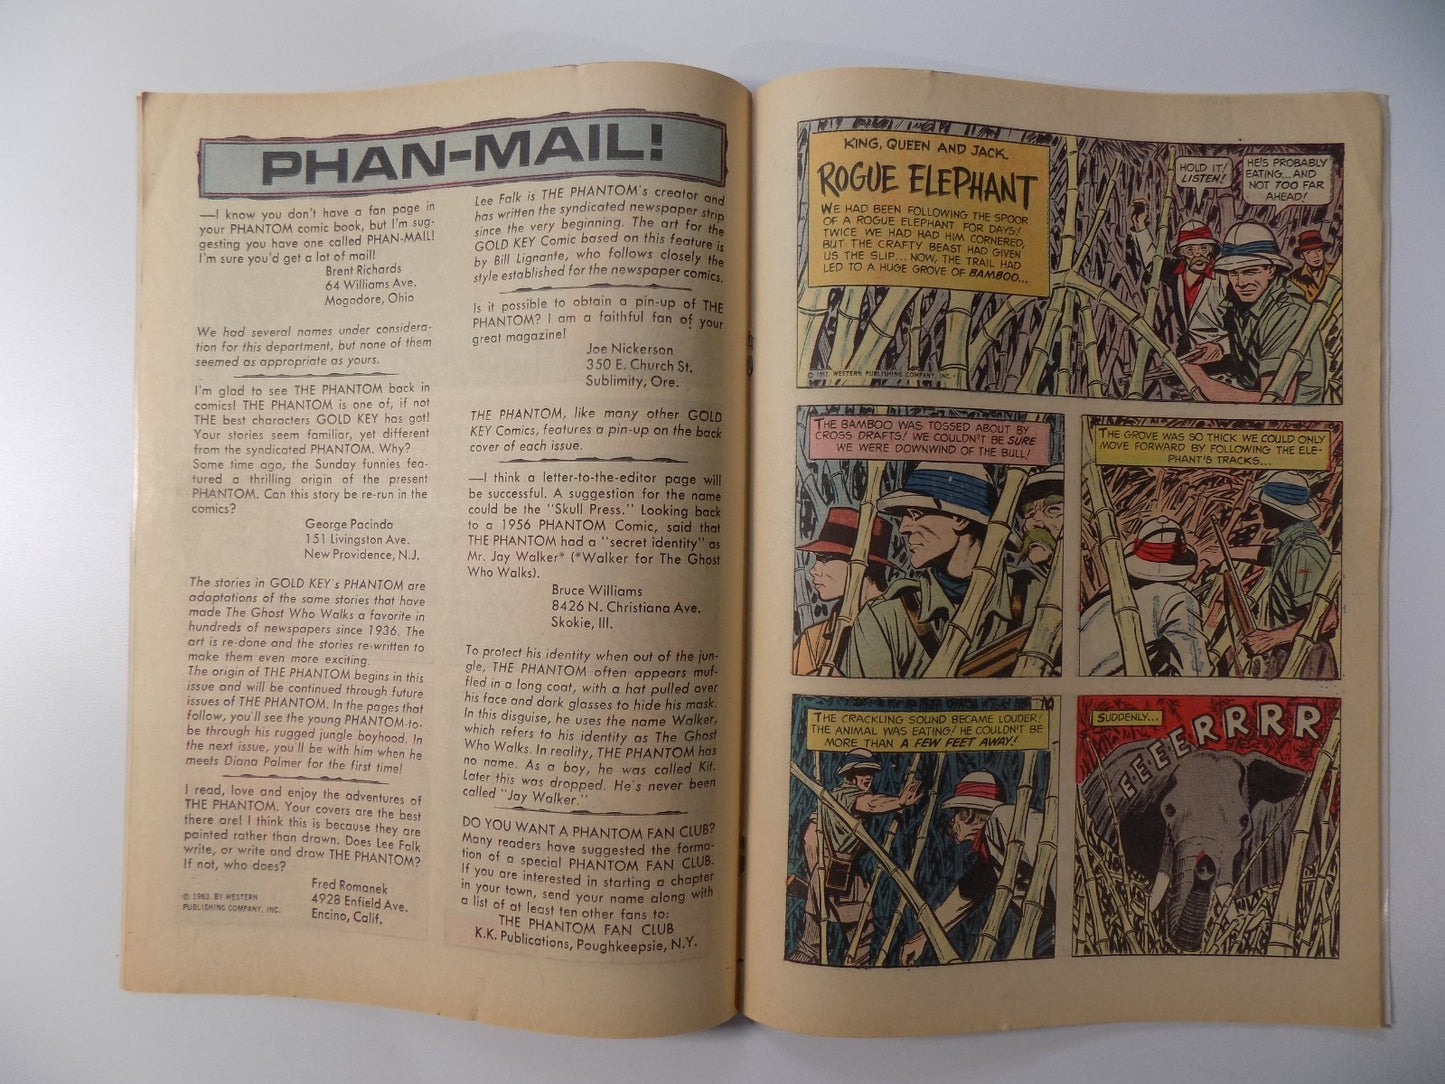 PHAN-MAIL!
—I know you don't have a fan page in
your PHANTOM comic book, but I'm sug-
gesting you have one called PHAN-MAIL!
I'm sure you'd get a lot of mail!
Brent Richards
64 Williams Ave.
Mogodore, Ohio
We had several names under considera-
tion for this department, but none of them
seemed as appropriate as yours.
I'm glad to see THE PHANTOM back in
comics! THE PHANTOM is one of, if not
THE best characters GOLD KEY has got!
Your stories seem familiar, yet different
from the syndicated PHANTOM. Why?
Some time ago, the Sunday funnies fea-
tured a thrilling origin of the present
PHANTOM. Can this story be re-run in the
comics?
George Pacinda
151 Livingston Ave.
New Providence, N.J.
The stories in GOLD KEY's PHANTOM are
adaptations of the same stories that have
made The Ghost Who Walks a favorite in
hundreds of newspapers since 1936. The
art is re-done and the stories re-written to
make them even more exciting.
The origin of THE PHANTOM begins in this
issue and will be continued through future
issues of THE PHANTOM. In the pages that
follow, you'll see the young PHANTOM-to-
be through his rugged jungle boyhood. In
the next issue, you'll be with him when he
meets Diana Palmer for the first time!
I read, love and enjoy the adventures of
THE PHANTOM. Your covers are the best
there are! I think this is because they are
painted rather than drawn. Does Lee Falk
write, or write and draw THE PHANTOM?
If not, who does?
Fred Romanek
4928 Enfield Ave.
Encino, Calif.
© 1963, BY WESTERN
PUBLISHING COMPANY, INC.
Lee Falk is THE PHANTOM's creator and
has written the syndicated newspaper strip
since the very beginning. The art for the
GOLD KEY Comic based on this feature is
by Bill Lignante, who follows closely the
style established for the newspaper comics.
Is it possible to obtain a pin-up of THE
PHANTOM? I am a faithful fan of your
great magazine!
Joe Nickerson
350 E. Church St.
Sublimity, Ore.
THE PHANTOM, like many other GOLD
KEY Comics, features a pin-up on the back
cover of each issue.
—I think a letter-to-the-editor page will
be successful. A suggestion for the name
could be the "Skull Press." Looking back
to a 1956 PHANTOM Comic, said that
THE PHANTOM had a "secret identity" as
Mr. Jay Walker* (*Walker for The Ghost
Who Walks).
Bruce Williams
8426 N. Christiana Ave.
Skokie, Ill.
To protect his identity when out of the jun-
gle, THE PHANTOM often appears muf-
fled in a long coat, with a hat pulled over
his face and dark glasses to hide his mask.
In this disguise, he uses the name Walker,
which refers to his identity as The Ghost
Who Walks. In reality, THE PHANTOM has
no name. As a boy, he was called Kit.
Later this was dropped. He's never been
called "Jay Walker."
DO YOU WANT A PHANTOM FAN CLUB?
Many readers have suggested the forma-
tion of a special PHANTOM FAN CLUB.
If you are interested in starting a chapter
in your town, send your name along with
a list of at least ten other fans to:
THE PHANTOM FAN CLUB
K.K. Publications, Poughkeepsie, N.Y.
KING, QUEEN AND JACK
ROGUE ELEPHANT
WE HAD BEEN FOLLOWING THE SPOOR
OF A ROGUE ELEPHANT FOR DAYS!
TWICE WE HAD HAD HIM CORNERED,
BUT THE CRAFTY BEAST HAD GIVEN
US THE SLIP... NOW, THE TRAIL HAD
LED TO A HUGE GROVE OF BAMBOO...
HOLD IT!
LISTEN!
HE'S PROBABLY
EATING...AND
NOT TOO FAR
AHEAD!
© 1963, WESTERN PUBLISHING COMPANY, INC.
THE BAMBOO WAS TOSSED ABOUT BY
CROSS DRAFTS! WE COULDN'T BE SURE
WE WERE DOWNWIND OF THE BULL!
THE GROVE WAS SO THICK WE COULD ONLY
MOVE FORWARD BY FOLLOWING THE ELE-
PHANT'S TRACKS...
THE CRACKLING SOUND BECAME LOUDER!
THE ANIMAL WAS EATING! HE COULDN'T BE
MORE THAN A FEW FEET AWAY!
SUDDENLY...
EEEERRRRR